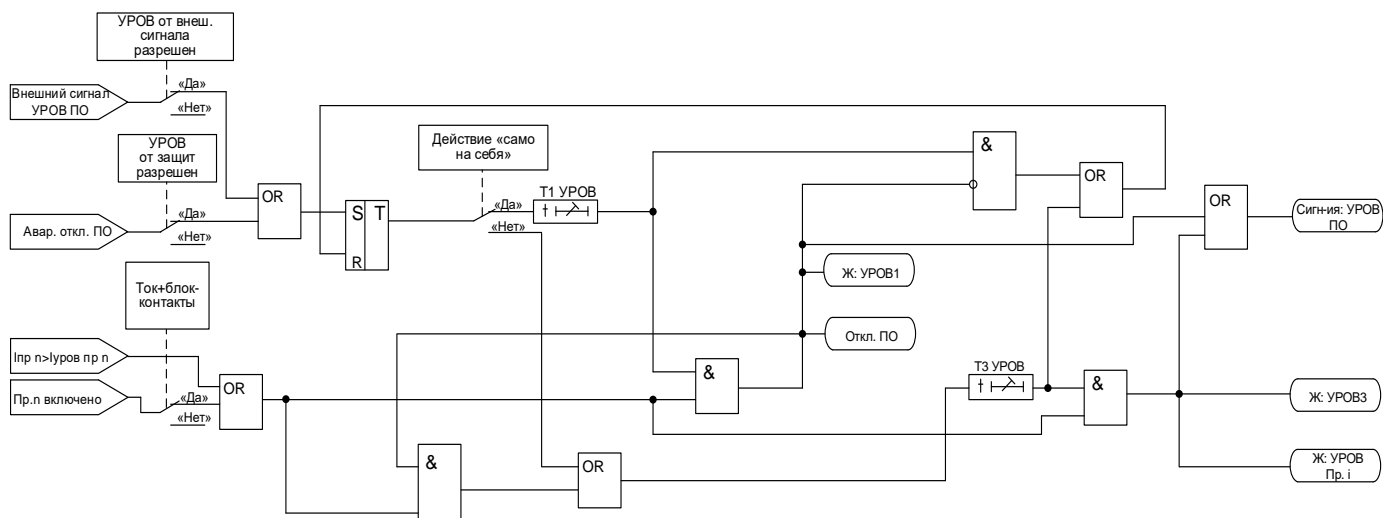 УРОВ от внеш.
сигнала
разрешен
Внешний сигнал
УРОВ ПО
«Да»
«Нет»
УРОВ
от защит
разрешен
Авар. откл. ПО
«Да»
«Нет»
OR
S T
R
Действие «само
на себя»
«Да»
«Нет»
Т1 УРОВ
&
OR
OR
Сигн-ия: УРОВ
ПО
Ж: УРОВ1
Откл. ПО
Ток+блок-
контакты
Iпр n>Iуров пр n
Пр.n включено
«Да»
«Нет»
OR
&
Т3 УРОВ
&
Ж: УРОВ3
&
OR
Ж: УРОВ
Пр. i